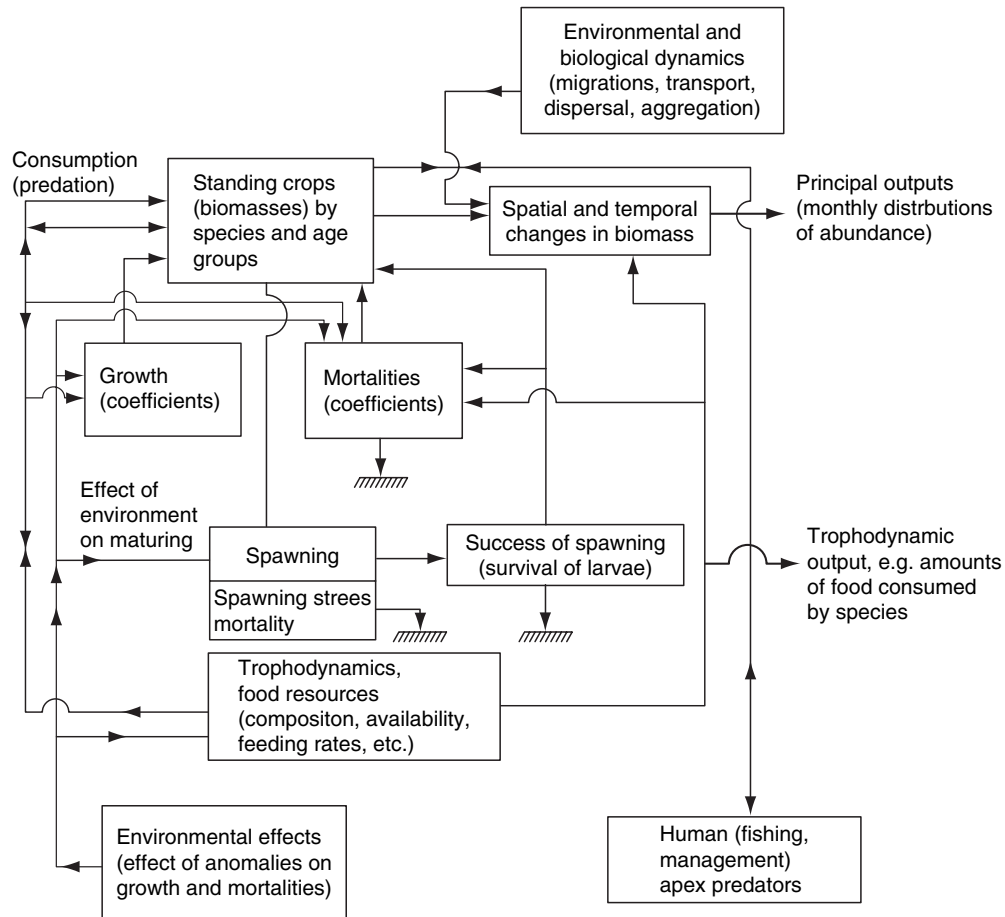 Environmental and
biological dynamics
(migrations, transport,
dispersal, aggregation)
Consumption
(predation)
Standing crops
(biomasses) by
species and age
groups
Spatial and temporal
changes in biomass
Principal outputs
(monthly distrbutions
of abundance)
Growth
(coefficients)
Mortalities
(coefficients)
Effect of
environment
on maturing
Spawning
Spawning strees
mortality
Success of spawning
(survival of larvae)
Trophodynamic
output, e.g. amounts
of food consumed
by species
Trophodynamics,
food resources
(compositon, availability,
feeding rates, etc.)
Environmental effects
(effect of anomalies on
growth and mortalities)
Human (fishing,
management)
apex predators